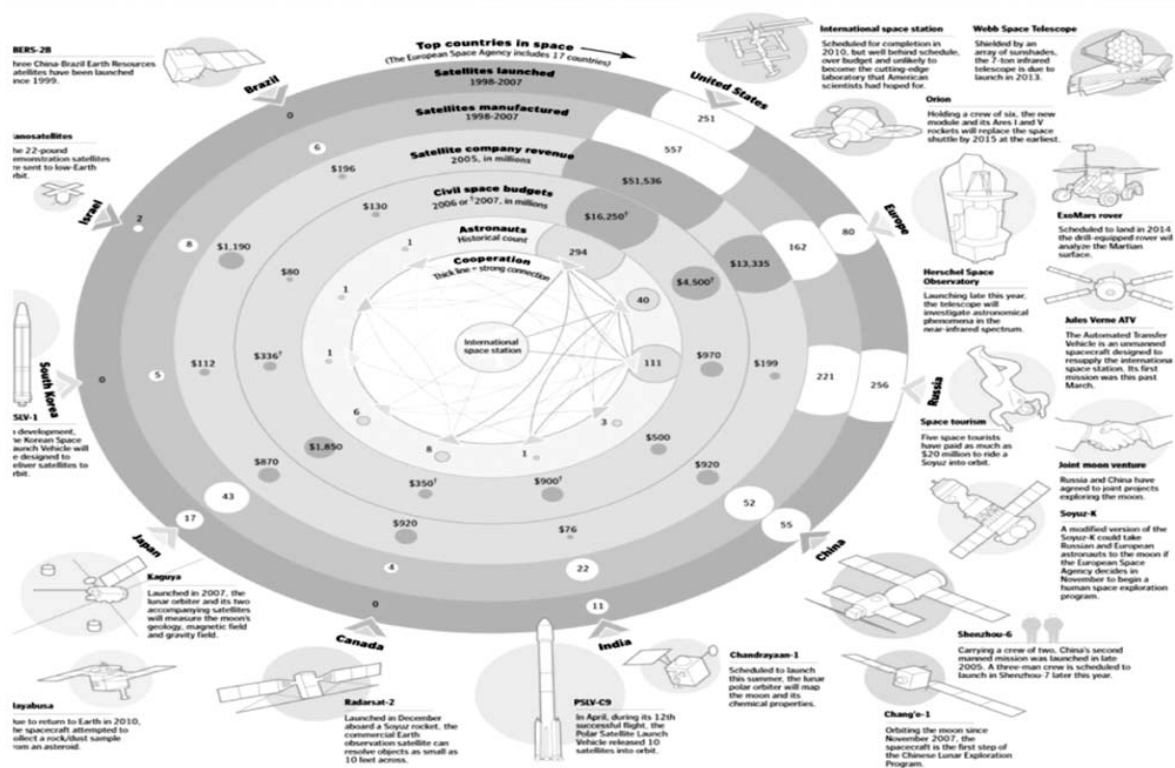 Top countries in space
(The European Space Agency includes 17 countries)
Satellites launched
1998-2007
Satellites manufactured
1998-2007
Satellite company revenue
2005, in millions
Civil space budgets
2006 or †2007, in millions
Astronauts
Historical count
Cooperation
Thick line = strong connection
International
space station
United States
251
557
$51,536
$16,250†
294
Europe
80
162
$13,335
$4,500†
40
Russia
256
221
$199
$970
111
China
55
52
$920
$500
3
India
11
22
$76
$900†
1
Canada
0
4
$920
$350†
8
Japan
17
43
$870
$1,850
6
South Korea
0
5
$112
$336†
1
Israel
2
8
$1,190
$80
1
Brazil
0
6
$196
$130
1
BERS-2B
hree China-Brazil Earth Resources
atellites have been launched
nce 1999.
anosatellites
he 22-pound
emonstration satellites
re sent to low-Earth
rbit.
SLV-1
development,
he Korean Space
aunch Vehicle will
e designed to
eliver satellites to
rbit.
Kaguya
Launched in 2007, the
lunar orbiter and its two
accompanying satellites
will measure the moon's
geology, magnetic field
and gravity field.
ayabusa
ue to return to Earth in 2010,
he spacecraft attempted to
ollect a rock/dust sample
rom an asteroid.
Radarsat-2
Launched in December
aboard a Soyuz rocket, the
commercial Earth
observation satellite can
resolve objects as small as
10 feet across.
PSLV-C9
In April, during its 12th
successful flight, the
Polar Satellite Launch
Vehicle released 10
satellites into orbit.
Chandrayaan-1
Scheduled to launch
this summer, the lunar
polar orbiter will map
the moon and its
chemical properties.
International space station
Scheduled for completion in
2010, but well behind schedule,
over budget and unlikely to
become the cutting-edge
laboratory that American
scientists had hoped for.
Webb Space Telescope
Shielded by an
array of sunshades,
the 7-ton infrared
telescope is due to
launch in 2013.
Orion
Holding a crew of six, the new
module and its Ares I and V
rockets will replace the space
shuttle by 2015 at the earliest.
ExoMars rover
Scheduled to land in 2014
the drill-equipped rover wil
analyze the Martian
surface.
Herschel Space
Observatory
Launching late this year,
the telescope will
investigate astronomical
phenomena in the
near-infrared spectrum.
Jules Verne ATV
The Automated Transfer
Vehicle is an unmanned
spacecraft designed to
resupply the internationa
space station. Its first
mission was this past
March.
Space tourism
Five space tourists
have paid as much as
$20 million to ride a
Soyuz into orbit.
Joint moon venture
Russia and China have
agreed to joint projects
exploring the moon.
Soyuz-K
A modified version of the
Soyuz-K could take
Russian and European
astronauts to the moon if
the European Space
Agency decides in
November to begin a
human space exploration
program.
Shenzhou-6
Carrying a crew of two, China's second
manned mission was launched in late
2005. A three-man crew is scheduled to
launch in Shenzhou-7 later this year.
Chang'e-1
Orbiting the moon since
November 2007, the
spacecraft is the first step of
the Chinese Lunar Exploration
Program.